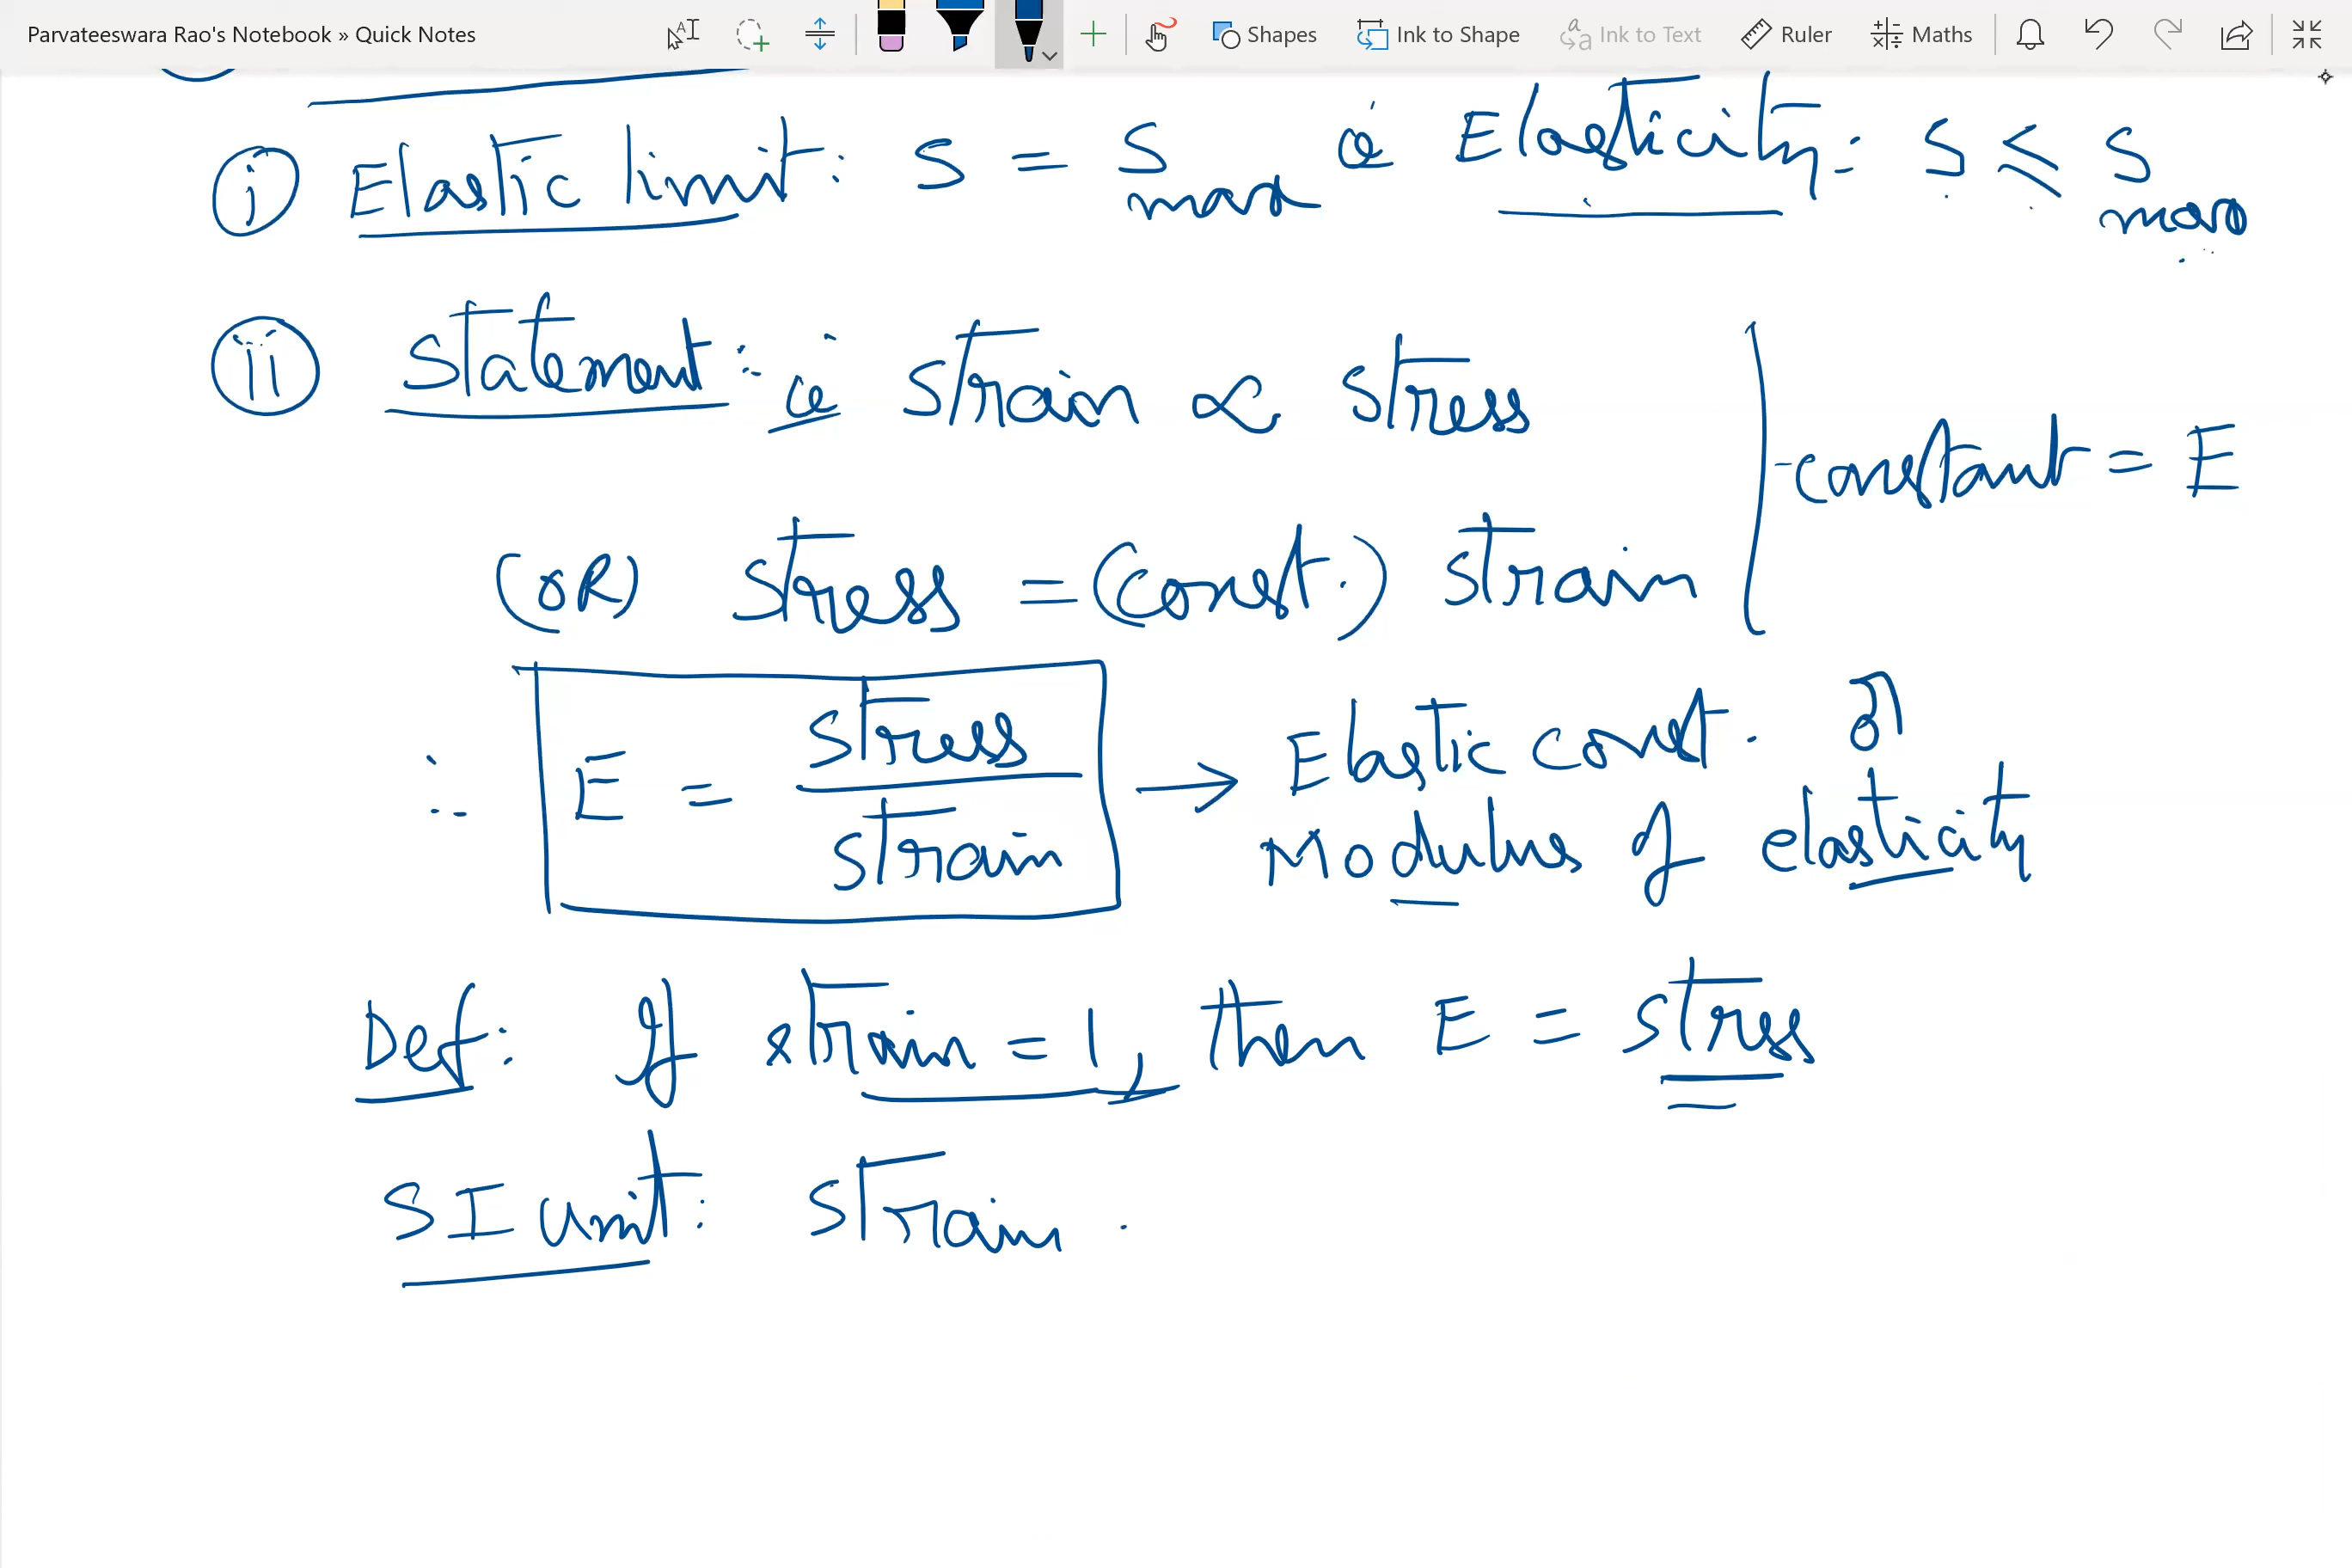 Parvateeswara Rao's Notebook » Quick Notes Shapes Ink to Shape Ink to Text Ruler Maths
(i) Elastic limit: S = S max ie Elasticity: S ≤ S max
(ii) Statement: ie strain ∝ stress
constant = E
(OR) stress = (const.) strain
∴ E = stress / strain → Elastic const. or
Modulus of elasticity
Def: If strain = 1, then E = stress
SI unit: strain .